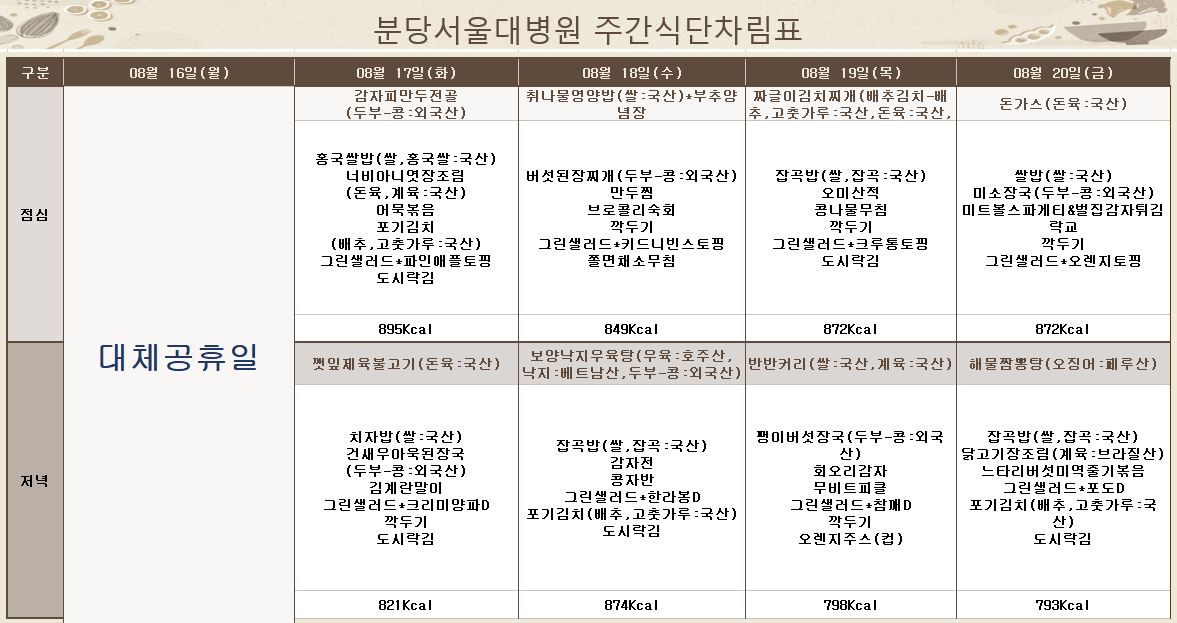 분당서울대병원 주간식단차림표
구분
08월 16일(월)
08월 17일(화)
08월 18일(수)
08월 19일(목)
08월 20일(금)
점심
대체공휴일
감자피만두전골
(두부-콩:외국산)
홍국쌀밥(쌀,홍국쌀:국산)
너비아니엿장조림
(돈육,계육:국산)
어묵볶음
포기김치
(배추,고춧가루:국산)
그린샐러드*파인애플토핑
도시락김
895Kcal
취나물영양밥(쌀:국산)*부추양
념장
버섯된장찌개(두부-콩:외국산)
만두찜
브로콜리숙회
깍두기
그린샐러드*키드니빈스토핑
쫄면채소무침
849Kcal
짜글이김치찌개(배추김치-배
추,고춧가루:국산,돈육:국산,
잡곡밥(쌀,잡곡:국산)
오미산적
콩나물무침
깍두기
그린샐러드*크루통토핑
도시락김
872Kcal
돈가스(돈육:국산)
쌀밥(쌀:국산)
미소장국(두부-콩:외국산)
미트볼스파게티&벌집감자튀김
락교
깍두기
그린샐러드*오렌지토핑
872Kcal
저녁
깻잎제육불고기(돈육:국산)
치자밥(쌀:국산)
건새우아욱된장국
(두부-콩:외국산)
김계란말이
그린샐러드*크리미양파D
깍두기
도시락김
821Kcal
보양낙지우육탕(우육:호주산,
낙지:베트남산,두부-콩:외국산)
잡곡밥(쌀,잡곡:국산)
감자전
콩자반
그린샐러드*한라봉D
포기김치(배추,고춧가루:국산)
도시락김
874Kcal
반반커리(쌀:국산,계육:국산)
팽이버섯장국(두부-콩:외국
산)
회오리감자
무비트피클
그린샐러드*참깨D
깍두기
오렌지주스(컵)
798Kcal
해물짬뽕탕(오징어:페루산)
잡곡밥(쌀,잡곡:국산)
닭고기장조림(계육:브라질산)
느타리버섯미역줄기볶음
그린샐러드*포도D
포기김치(배추,고춧가루:국
산)
도시락김
793Kcal